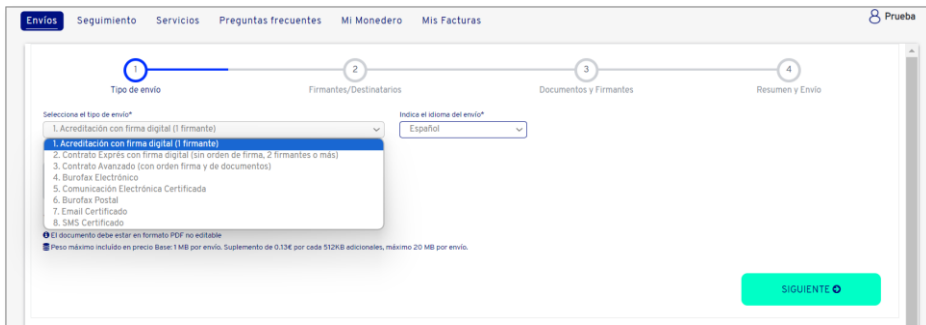 Envíos Seguimiento Servicios Preguntas frecuentes Mi Monedero Mis Facturas Prueba
1 2 3 4
Tipo de envío Firmantes/Destinatarios Documentos y Firmantes Resumen y Envío
Selecciona el tipo de envío* Indica el idioma del envío*
1. Acreditación con firma digital (1 firmante) Español
1. Acreditación con firma digital (1 firmante)
2. Contrato Exprés con firma digital (sin orden de firma, 2 firmantes o más)
3. Contrato Avanzado (con orden firma y de documentos)
4. Burofax Electrónico
5. Comunicación Electrónica Certificada
6. Burofax Postal
7. Email Certificado
8. SMS Certificado
El documento debe estar en formato PDF no editable
Peso máximo incluido en precio Base: 1 MB por envío. Suplemento de 0.13€ por cada 512KB adicionales, máximo 20 MB por envío.
SIGUIENTE